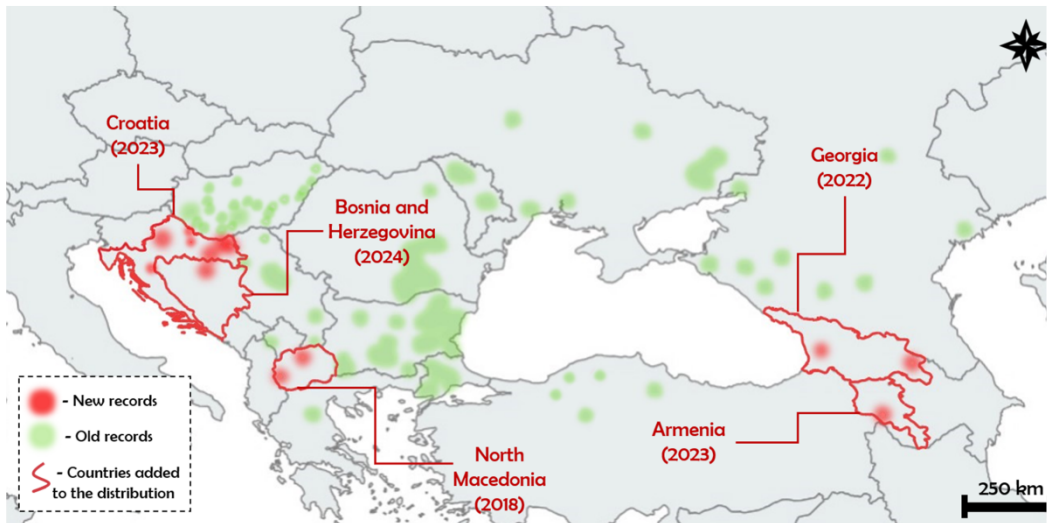 Croatia
(2023)
Georgia
(2022)
Bosnia and
Herzegovina
(2024)
- New records
- Old records
- Countries added
to the distribution
North
Macedonia
(2018)
Armenia
(2023)
250 km